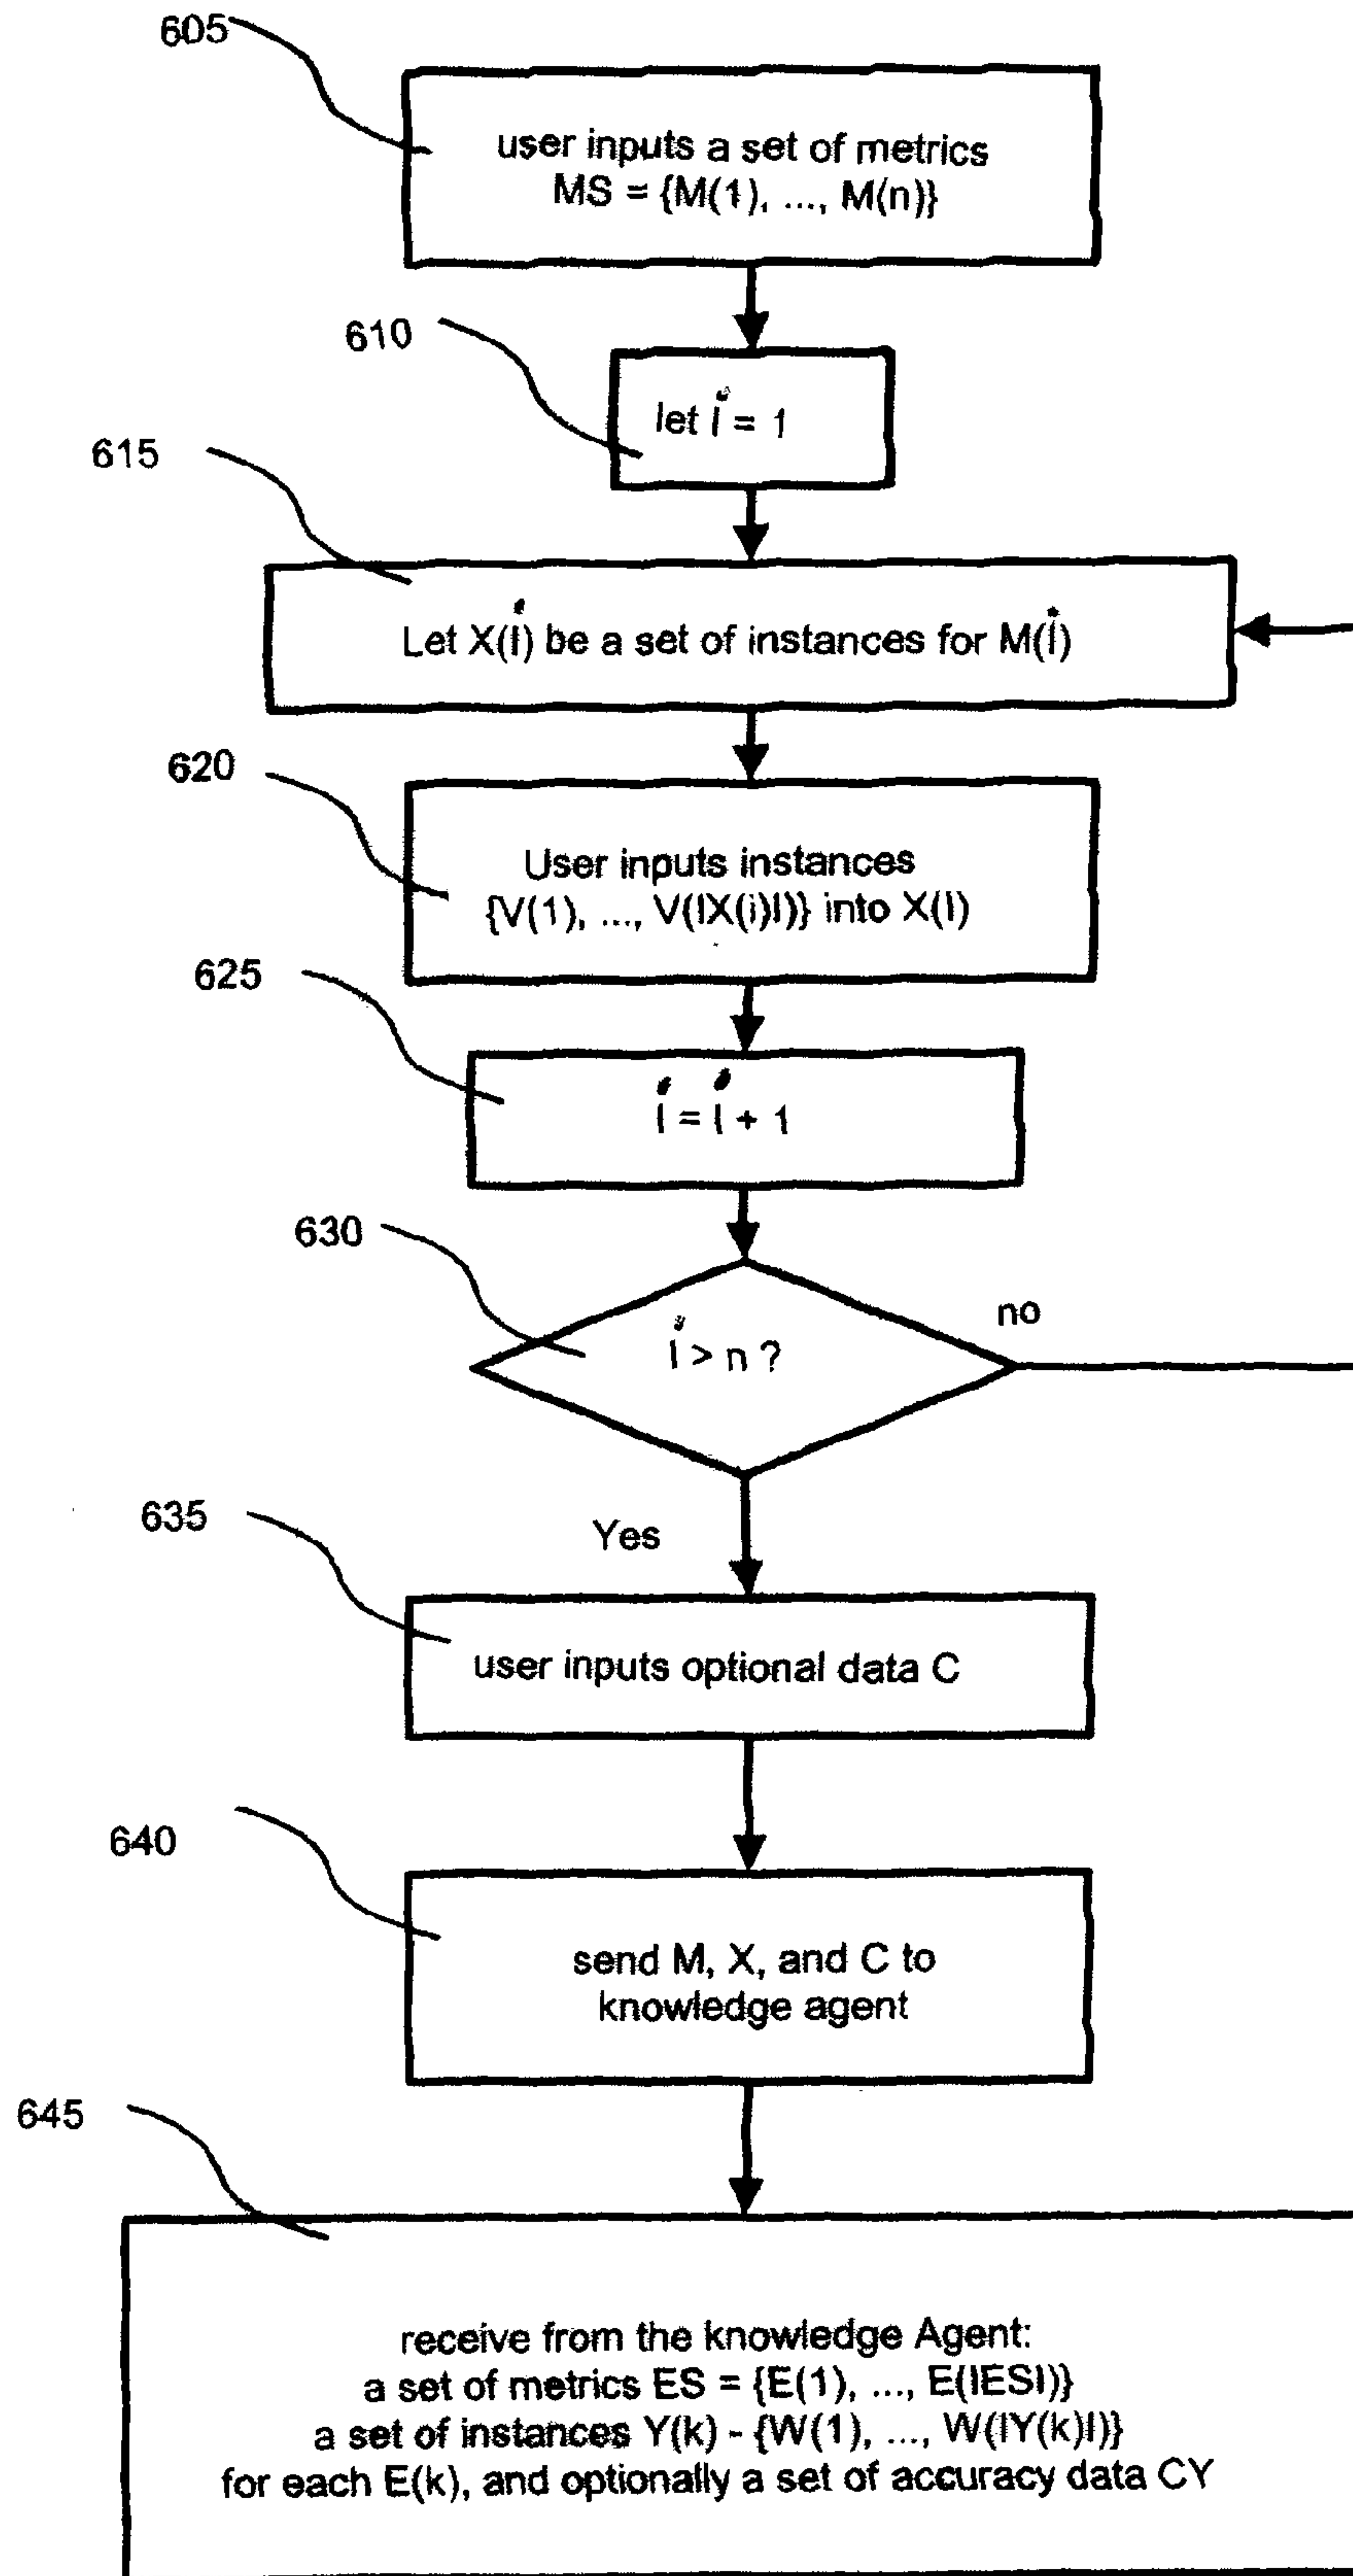 605
user inputs a set of metrics
MS = {M(1), ..., M(n)}
610
let i = 1
615
Let X(i) be a set of instances for M(i)
620
User inputs instances
{V(1), ..., V(|X(i)|)} into X(I)
625
i = i + 1
630
i > n ?
no
Yes
635
user inputs optional data C
640
send M, X, and C to
knowledge agent
645
receive from the knowledge Agent:
a set of metrics ES = {E(1), ..., E(|ES|)}
a set of instances Y(k) - {W(1), ..., W(|Y(k)|)}
for each E(k), and optionally a set of accuracy data CY